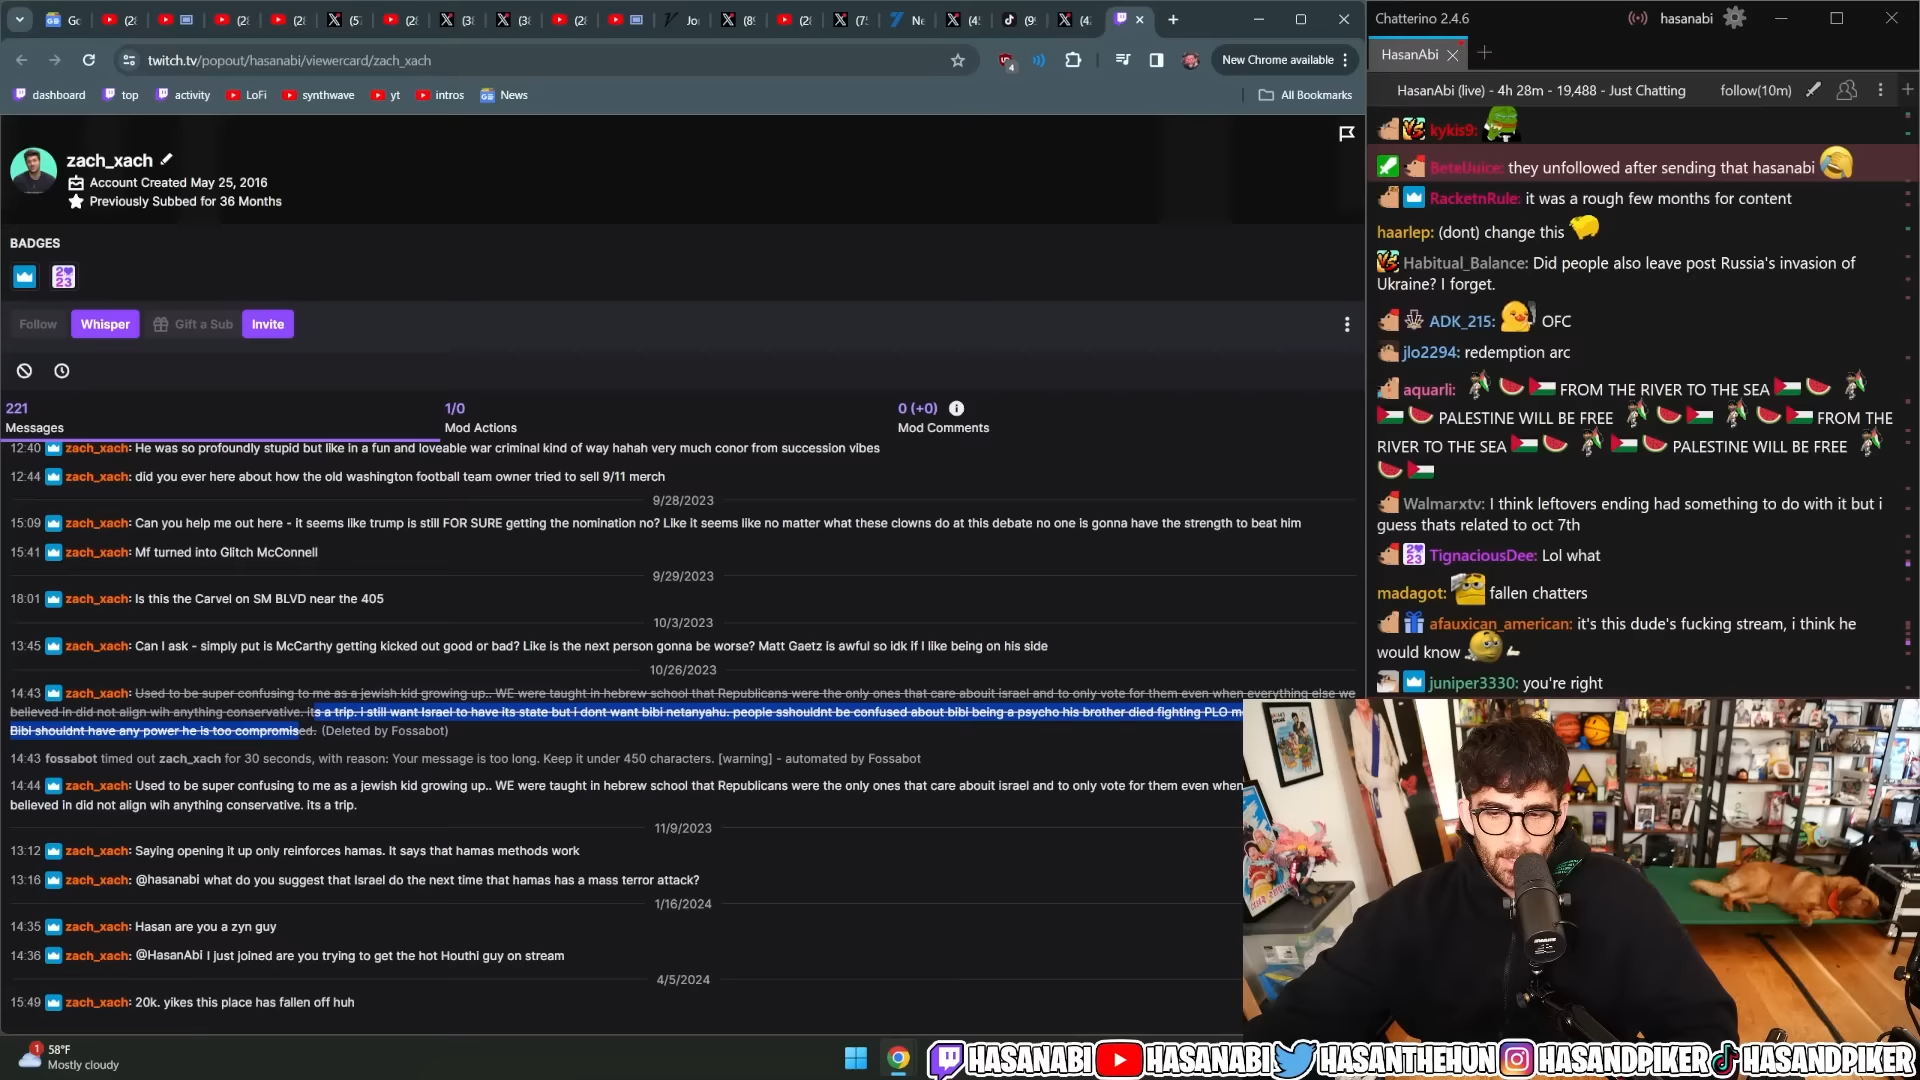 Chatterino 2.4.6
hasanabi
twitch.tv/popout/hasanabi/viewercard/zach_xach
4
New Chrome available
HasanAbi
dashboard
top
activity
LoFi
synthwave
yt
intros
News
All Bookmarks
HasanAbi (live) - 4h 28m - 19,488 - Just Chatting
follow(10m)
zach_xach
Account Created May 25, 2016
Previously Subbed for 36 Months
BADGES
Follow
Whisper
Gift a Sub
Invite
221
Messages
1/0
Mod Actions
0 (+0)
Mod Comments
12:40 zach_xach: He was so profoundly stupid but like in a fun and loveable war criminal kind of way hahah very much conor from succession vibes
12:44 zach_xach: did you ever here about how the old washington football team owner tried to sell 9/11 merch
9/28/2023
15:09 zach_xach: Can you help me out here - it seems like trump is still FOR SURE getting the nomination no? Like it seems like no matter what these clowns do at this debate no one is gonna have the strength to beat him
15:41 zach_xach: Mf turned into Glitch McConnell
9/29/2023
18:01 zach_xach: Is this the Carvel on SM BLVD near the 405
10/3/2023
13:45 zach_xach: Can I ask - simply put is McCarthy getting kicked out good or bad? Like is the next person gonna be worse? Matt Gaetz is awful so idk if I like being on his side
10/26/2023
14:43 zach_xach: Used to be super confusing to me as a jewish kid growing up.. WE were taught in hebrew school that Republicans were the only ones that care abouit israel and to only vote for them even when everything else we
believed in did not align wih anything conservative. its a trip. i still want Israel to have its state but i dont want bibi netanyahu. people sshouldnt be confused about bibi being a psycho his brother died fighting PLO m
Bibi shouldnt have any power he is too compromised. (Deleted by Fossabot)
14:43 fossabot timed out zach_xach for 30 seconds, with reason: Your message is too long. Keep it under 450 characters. [warning] - automated by Fossabot
14:44 zach_xach: Used to be super confusing to me as a jewish kid growing up.. WE were taught in hebrew school that Republicans were the only ones that care abouit israel and to only vote for them even when
believed in did not align wih anything conservative. its a trip.
11/9/2023
13:12 zach_xach: Saying opening it up only reinforces hamas. It says that hamas methods work
13:16 zach_xach: @hasanabi what do you suggest that Israel do the next time that hamas has a mass terror attack?
1/16/2024
14:35 zach_xach: Hasan are you a zyn guy
14:36 zach_xach: @HasanAbi I just joined are you trying to get the hot Houthi guy on stream
4/5/2024
15:49 zach_xach: 20k. yikes this place has fallen off huh
kykis9:
BetelJuice: they unfollowed after sending that hasanabi
RacketnRule: it was a rough few months for content
haarlep: (dont) change this
Habitual_Balance: Did people also leave post Russia's invasion of
Ukraine? I forget.
ADK_215: OFC
jlo2294: redemption arc
aquarli: FROM THE RIVER TO THE SEA
PALESTINE WILL BE FREE FROM THE
RIVER TO THE SEA PALESTINE WILL BE FREE
Walmarxtv: I think leftovers ending had something to do with it but i
guess thats related to oct 7th
TignaciousDee: Lol what
madagot: fallen chatters
afauxican_american: it's this dude's fucking stream, i think he
would know
juniper3330: you're right
1
58°F
Mostly cloudy
HASANABI HASANABI HASANTHEHUN HASANDPIKER HASANDPIKER